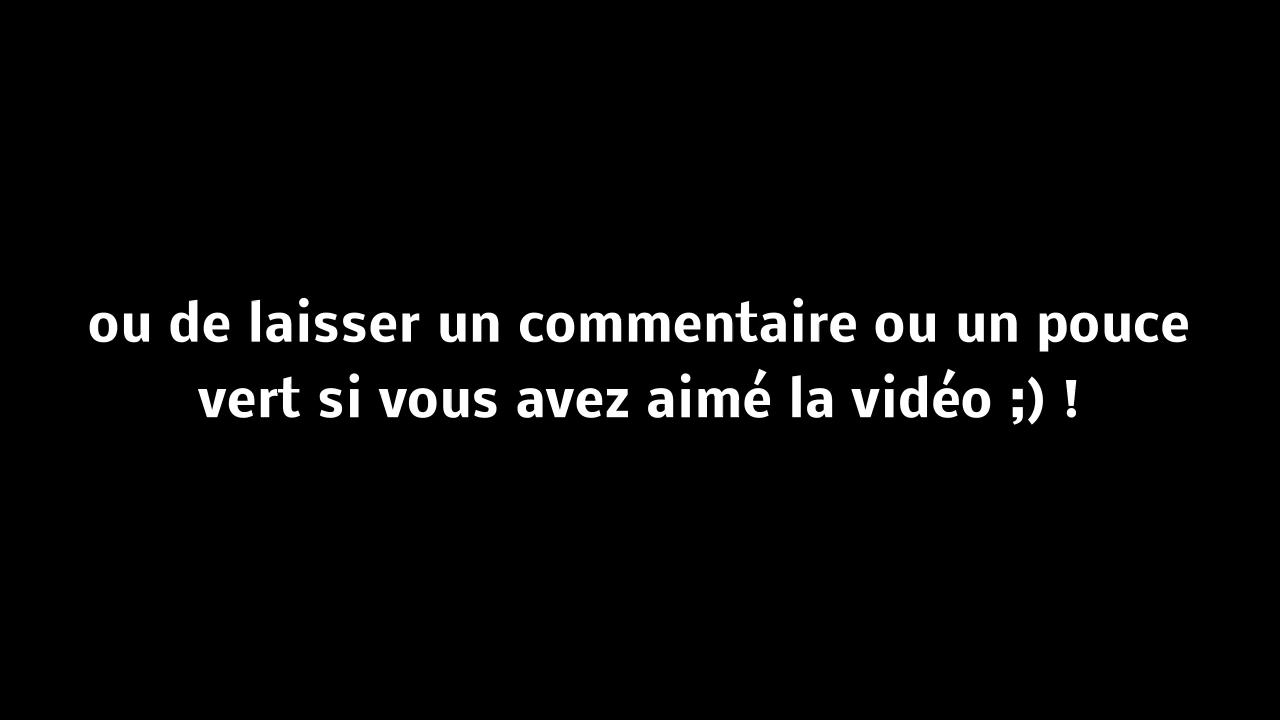 ou de laisser un commentaire ou un pouce
vert si vous avez aimé la vidéo ;) !